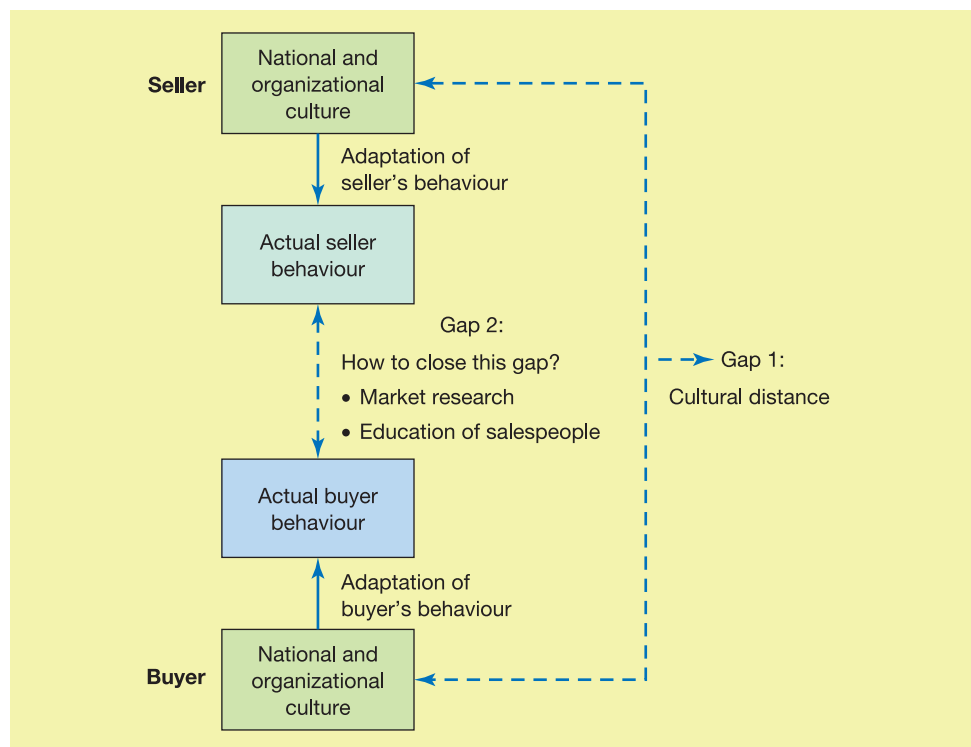 Seller
National and
organizational
culture
Adaptation of
seller's behaviour
Actual seller
behaviour
Gap 2:
How to close this gap?
• Market research
• Education of salespeople
Gap 1:
Cultural distance
Actual buyer
behaviour
Adaptation of
buyer's behaviour
Buyer
National and
organizational
culture